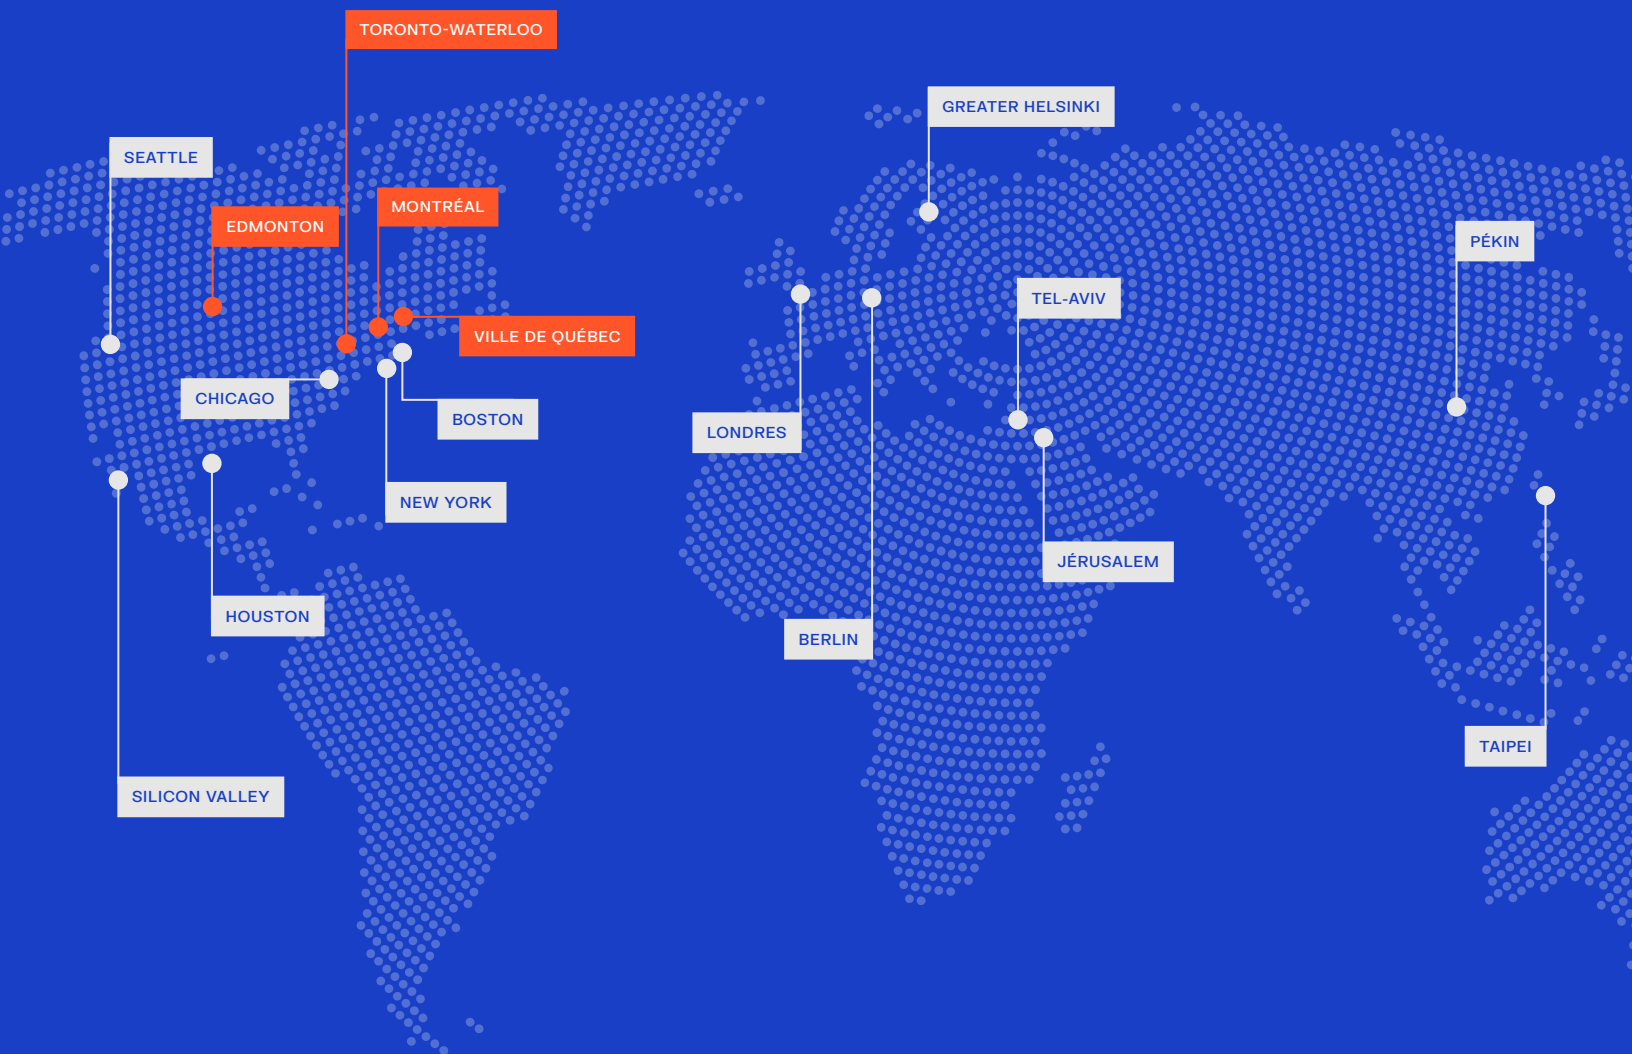 TORONTO-WATERLOO
GREATER HELSINKI
SEATTLE
MONTRÉAL
EDMONTON
PÉKIN
TEL-AVIV
VILLE DE QUÉBEC
CHICAGO
BOSTON
LONDRES
NEW YORK
JÉRUSALEM
HOUSTON
BERLIN
TAIPEI
SILICON VALLEY